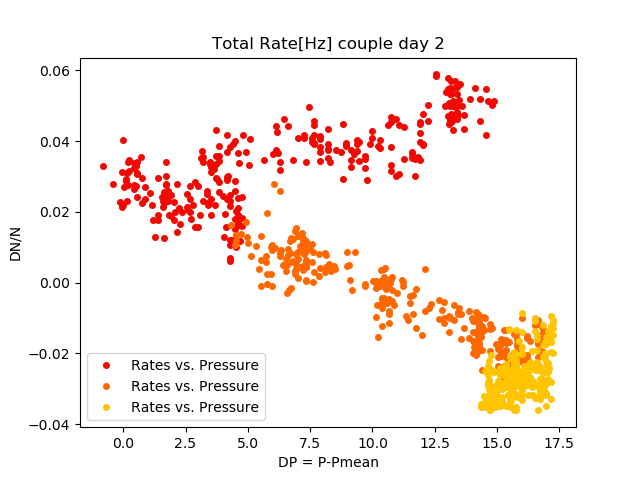 Total Rate[Hz] couple day 2
DN/N
0.06
0.04
0.02
0.00
−0.02
−0.04
Rates vs. Pressure
Rates vs. Pressure
Rates vs. Pressure
0.0 2.5 5.0 7.5 10.0 12.5 15.0 17.5
DP = P-Pmean